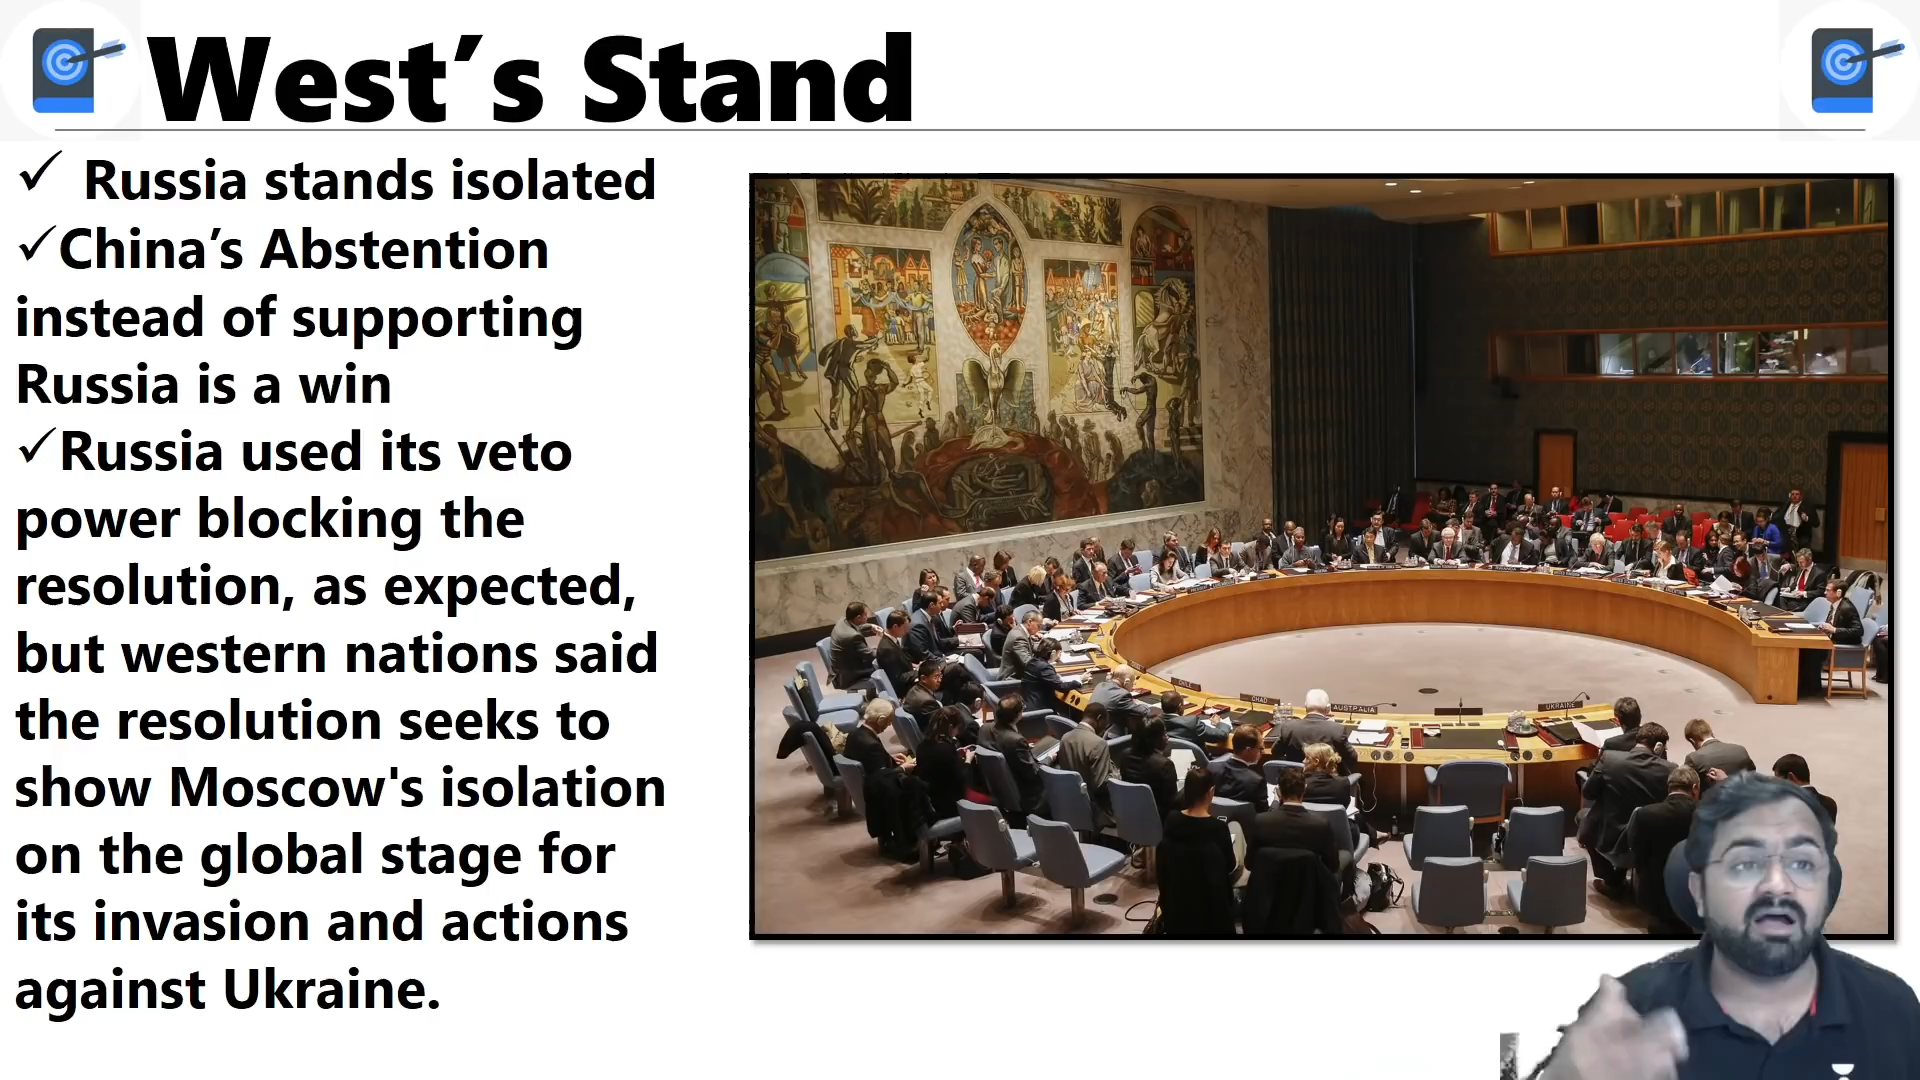 West’s Stand
✓ Russia stands isolated
✓China’s Abstention
instead of supporting
Russia is a win
✓Russia used its veto
power blocking the
resolution, as expected,
but western nations said
the resolution seeks to
show Moscow's isolation
on the global stage for
its invasion and actions
against Ukraine.
CHILE
CHAD
AUSTRALIA
UKRAINE